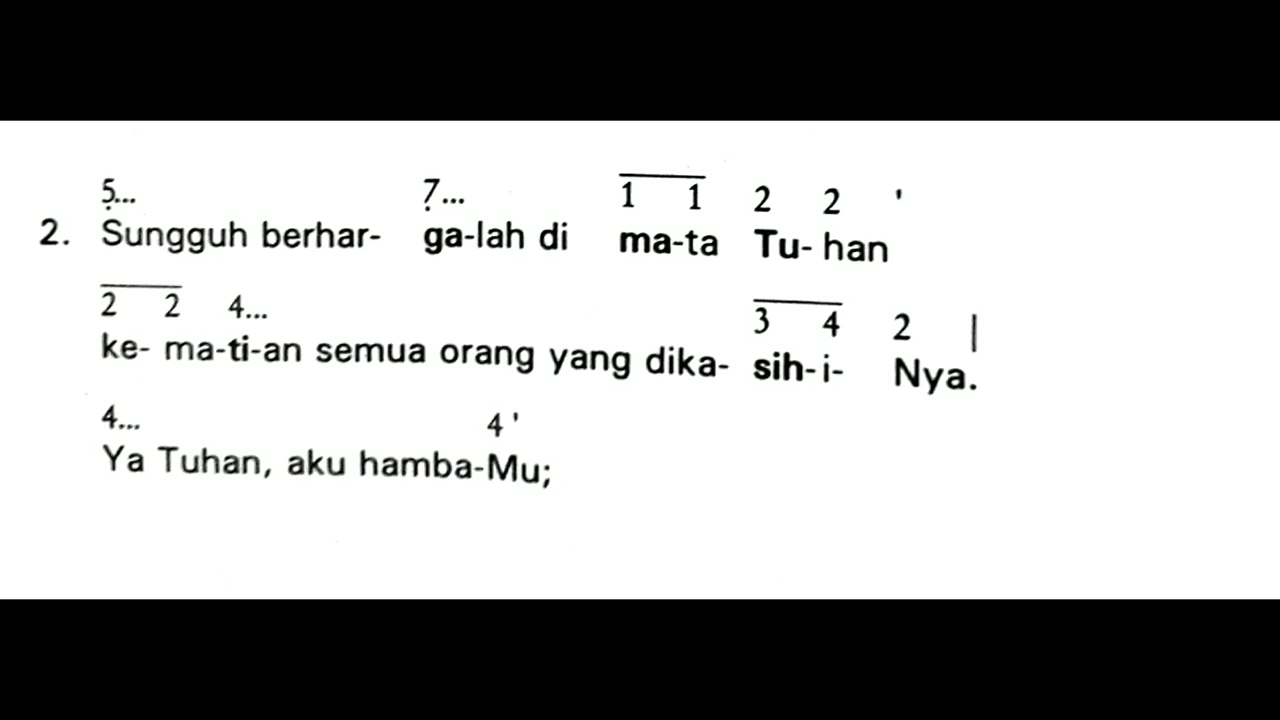 5̣... 7̣... 1 1 2 2 '
2. Sungguh berhar- ga-lah di ma-ta Tu- han
2 2 4... 3 4 2 |
ke- ma-ti-an semua orang yang dika- sih-i- Nya.
4... 4 '
Ya Tuhan, aku hamba-Mu;